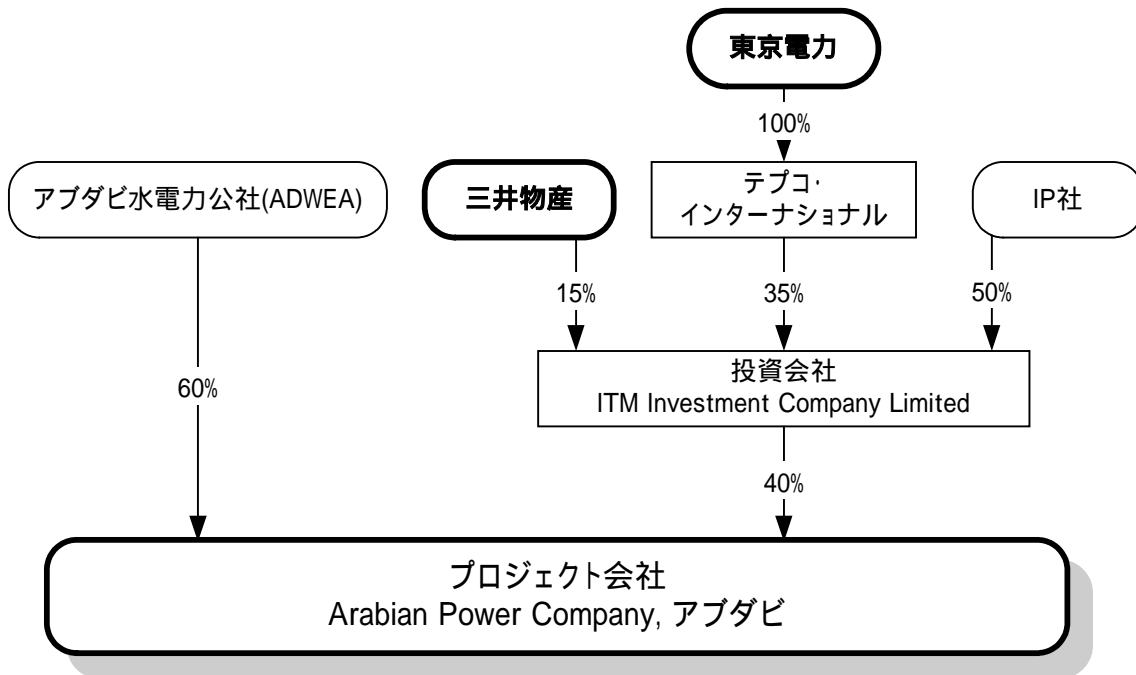 東京電力
100%
アブダビ水電力公社(ADWEA)
三井物産
テプコ・
インターナショナル
IP社
15%
35%
50%
投資会社
ITM Investment Company Limited
60%
40%
プロジェクト会社
Arabian Power Company, アブダビ